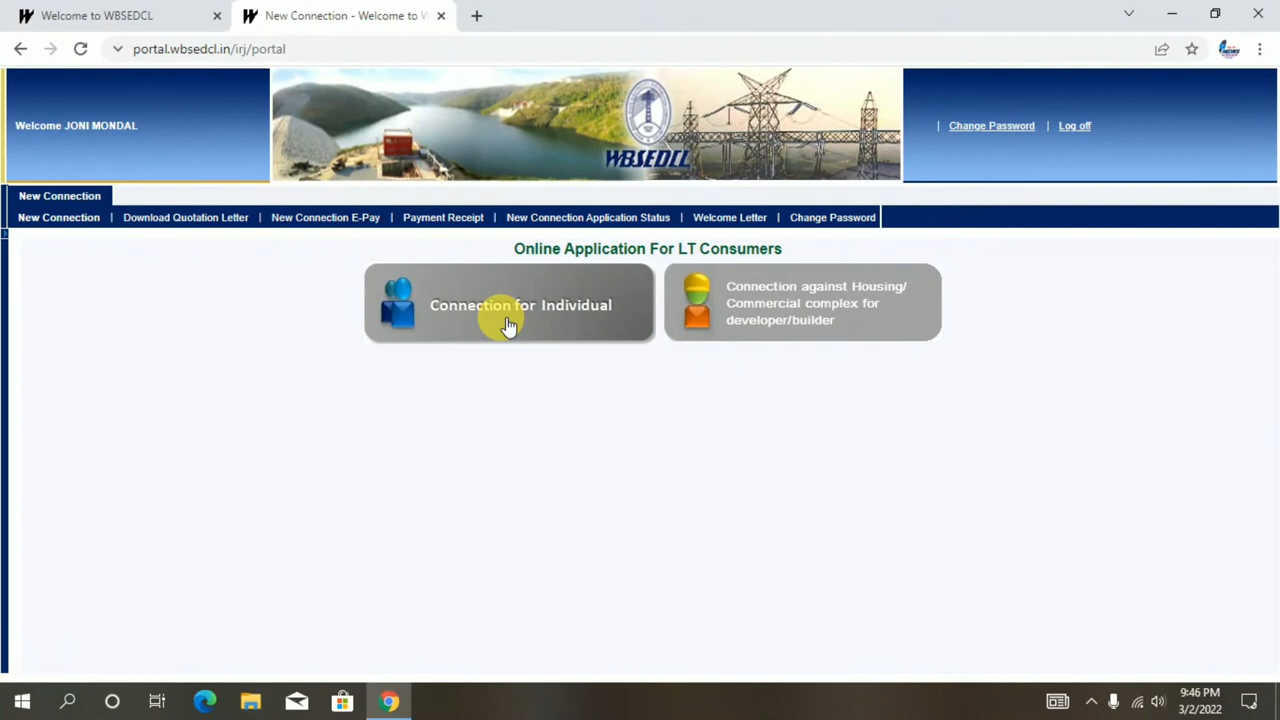 Welcome to WBSEDCL
New Connection - Welcome to W
portal.wbsedcl.in/irj/portal
Welcome JONI MONDAL
WBSEDCL
| Change Password | Log off
New Connection
New Connection | Download Quotation Letter | New Connection E-Pay | Payment Receipt | New Connection Application Status | Welcome Letter | Change Password
Online Application For LT Consumers
Connection for Individual
Connection against Housing/
Commercial complex for
developer/builder
9:46 PM
3/2/2022